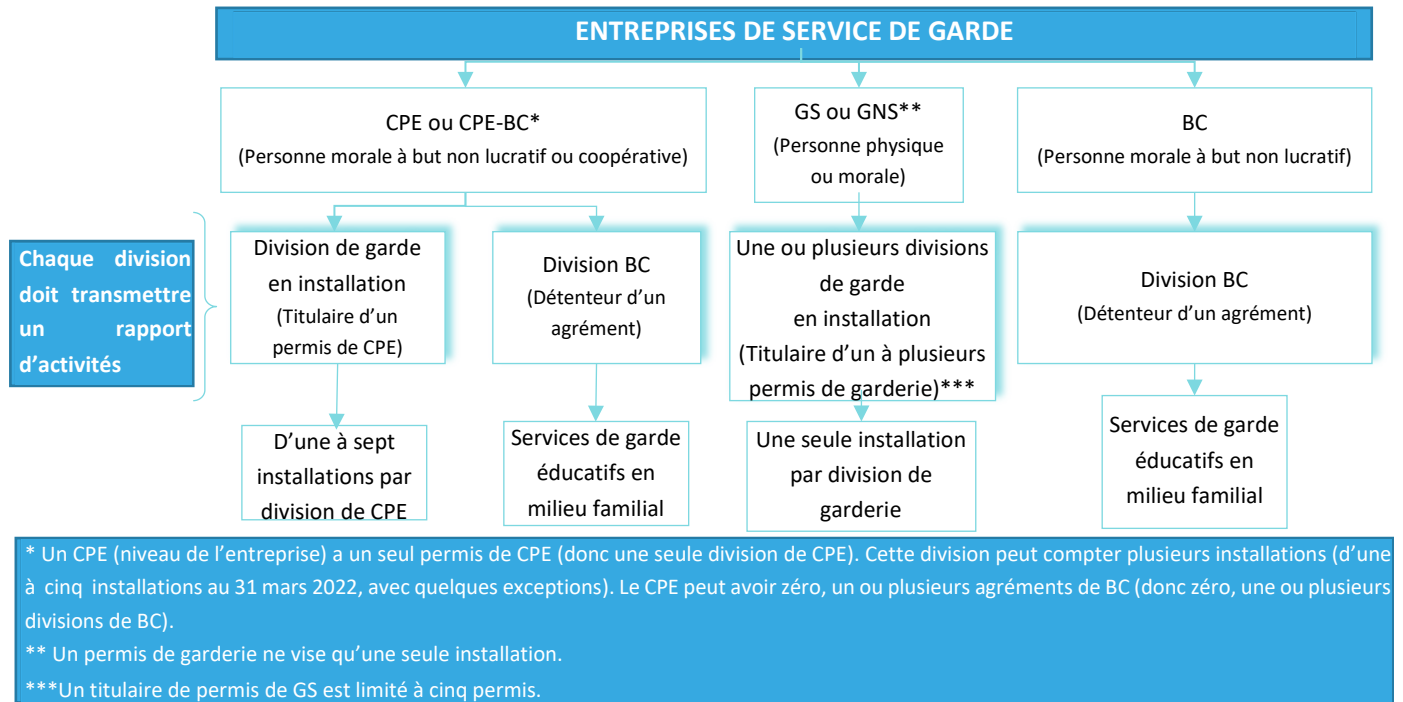 ENTREPRISES DE SERVICE DE GARDE
CPE ou CPE-BC*
(Personne morale à but non lucratif ou coopérative)
GS ou GNS**
(Personne physique
ou morale)
BC
(Personne morale à but non lucratif)
Chaque division
doit transmettre
un rapport
d’activités
Division de garde
en installation
(Titulaire d’un
permis de CPE)
Division BC
(Détenteur d’un
agrément)
Une ou plusieurs divisions
de garde
en installation
(Titulaire d’un à plusieurs
permis de garderie)***
Division BC
(Détenteur d’un agrément)
D’une à sept
installations par
division de CPE
Services de garde
éducatifs en
milieu familial
Une seule installation
par division de
garderie
Services de garde
éducatifs en
milieu familial
* Un CPE (niveau de l’entreprise) a un seul permis de CPE (donc une seule division de CPE). Cette division peut compter plusieurs installations (d’une
à cinq installations au 31 mars 2022, avec quelques exceptions). Le CPE peut avoir zéro, un ou plusieurs agréments de BC (donc zéro, une ou plusieurs
divisions de BC).
** Un permis de garderie ne vise qu’une seule installation.
***Un titulaire de permis de GS est limité à cinq permis.